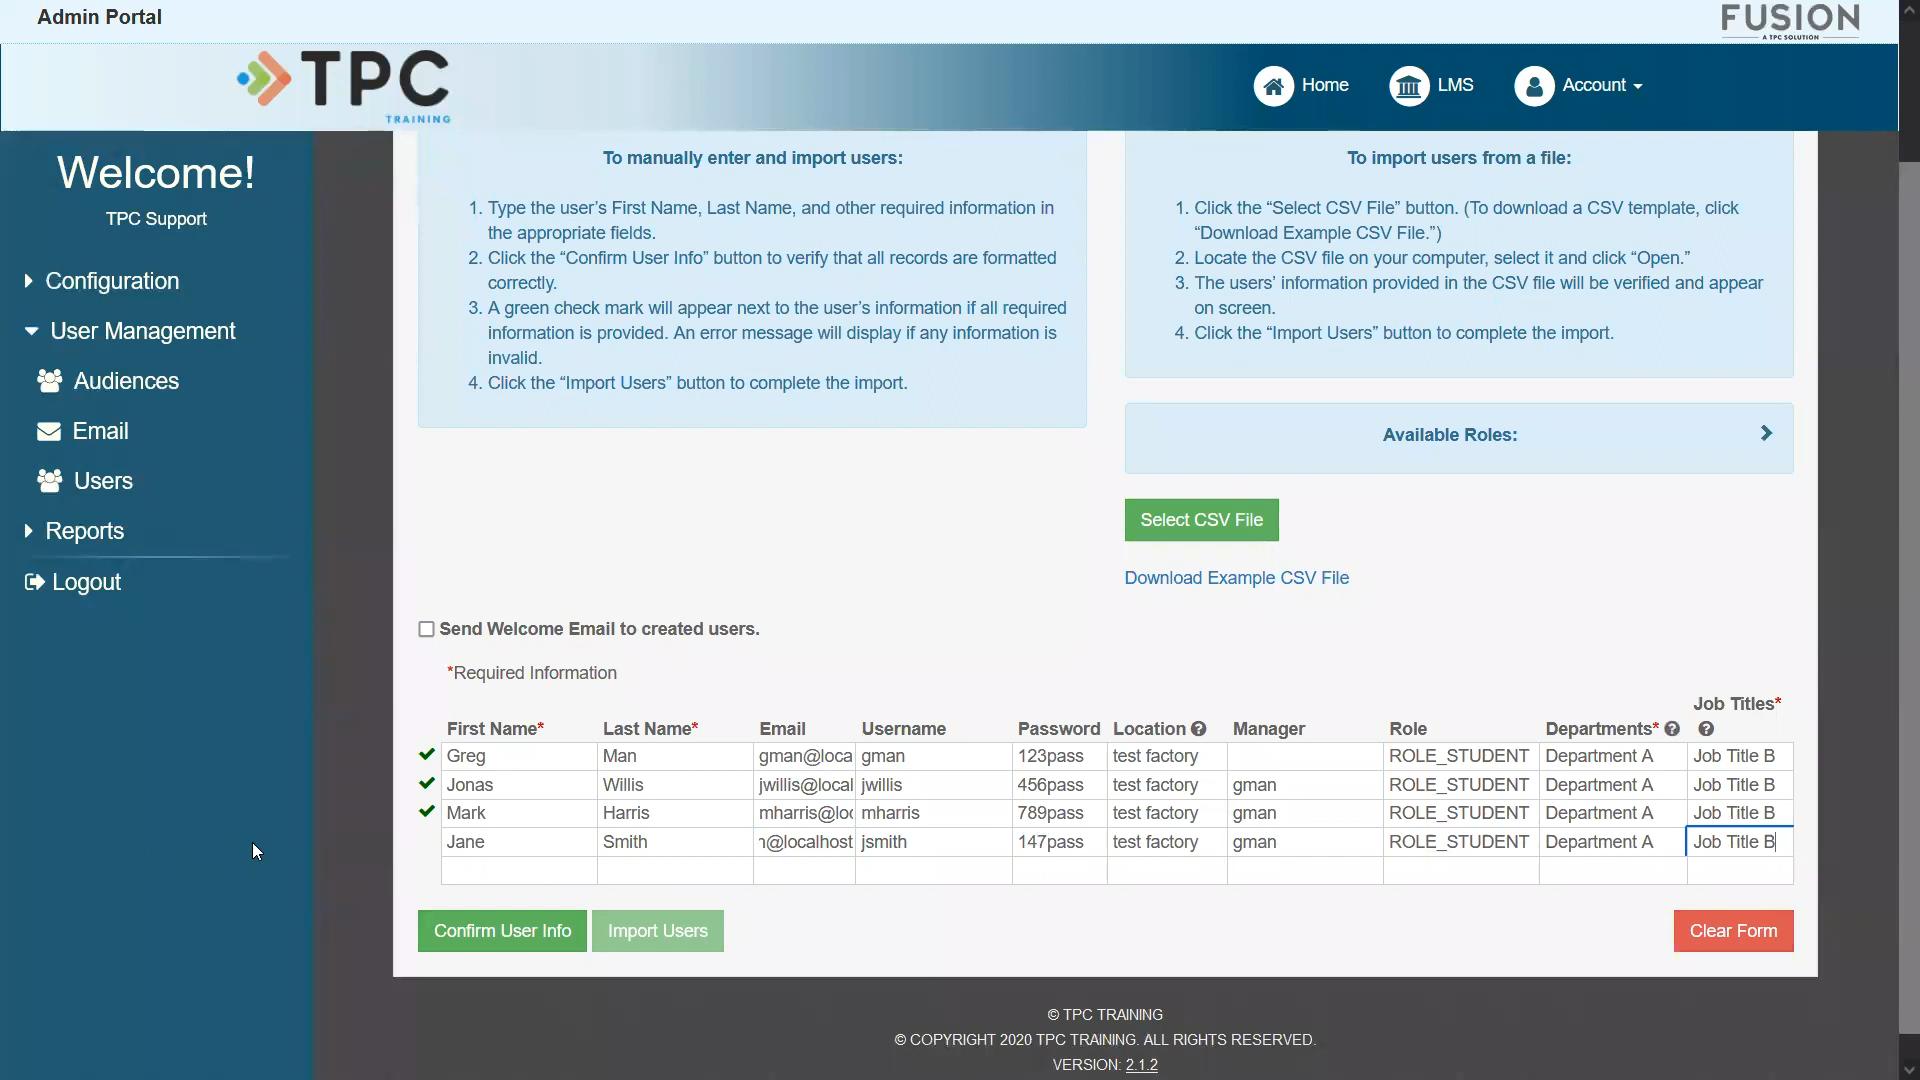 Admin Portal
FUSION
A TPC SOLUTION
TPC
TRAINING
Home
LMS
Account
Welcome!
TPC Support
Configuration
User Management
Audiences
Email
Users
Reports
Logout
To manually enter and import users:
1. Type the user’s First Name, Last Name, and other required information in
the appropriate fields.
2. Click the “Confirm User Info” button to verify that all records are formatted
correctly.
3. A green check mark will appear next to the user’s information if all required
information is provided. An error message will display if any information is
invalid.
4. Click the “Import Users” button to complete the import.
To import users from a file:
1. Click the “Select CSV File” button. (To download a CSV template, click
“Download Example CSV File.”)
2. Locate the CSV file on your computer, select it and click “Open.”
3. The users’ information provided in the CSV file will be verified and appear
on screen.
4. Click the “Import Users” button to complete the import.
Available Roles:
Select CSV File
Download Example CSV File
Send Welcome Email to created users.
*Required Information
First Name* Last Name* Email Username Password Location Manager Role Departments* Job Titles*
Greg Man gman@loca gman 123pass test factory ROLE_STUDENT Department A Job Title B
Jonas Willis jwillis@local jwillis 456pass test factory gman ROLE_STUDENT Department A Job Title B
Mark Harris mharris@loc mharris 789pass test factory gman ROLE_STUDENT Department A Job Title B
Jane Smith @localhost jsmith 147pass test factory gman ROLE_STUDENT Department A Job Title B
Confirm User Info
Import Users
Clear Form
© TPC TRAINING
© COPYRIGHT 2020 TPC TRAINING. ALL RIGHTS RESERVED.
VERSION: 2.1.2